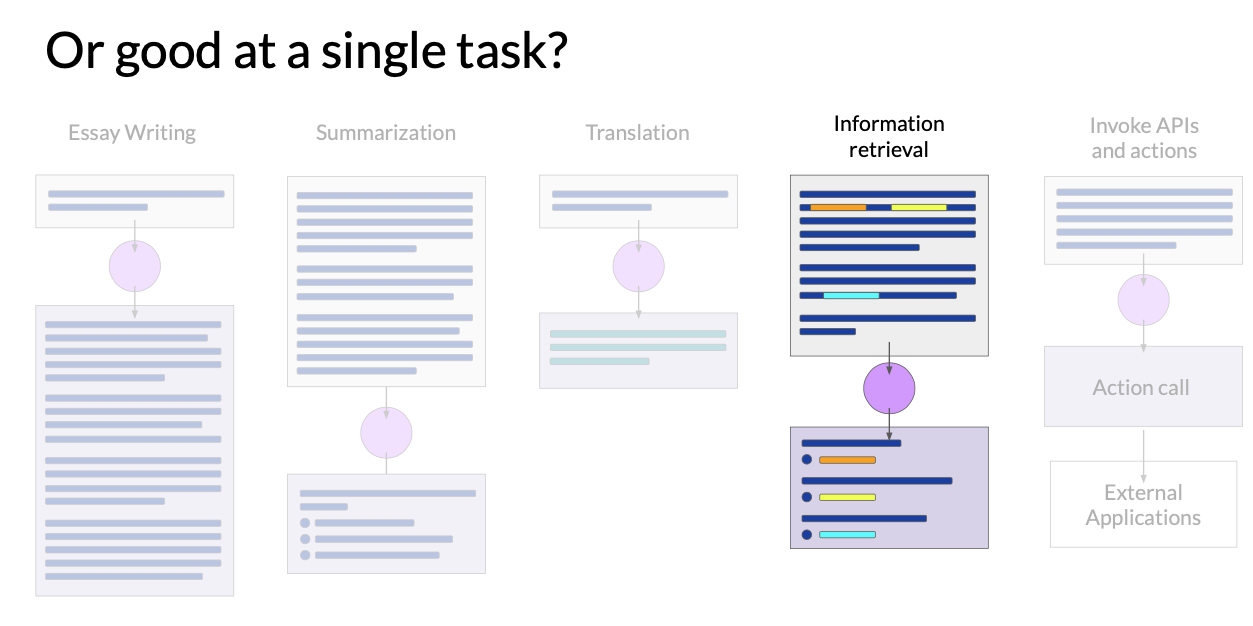 Or good at a single task?
Essay Writing
Summarization
Translation
Information
retrieval
Invoke APIs
and actions
Action call
External
Applications